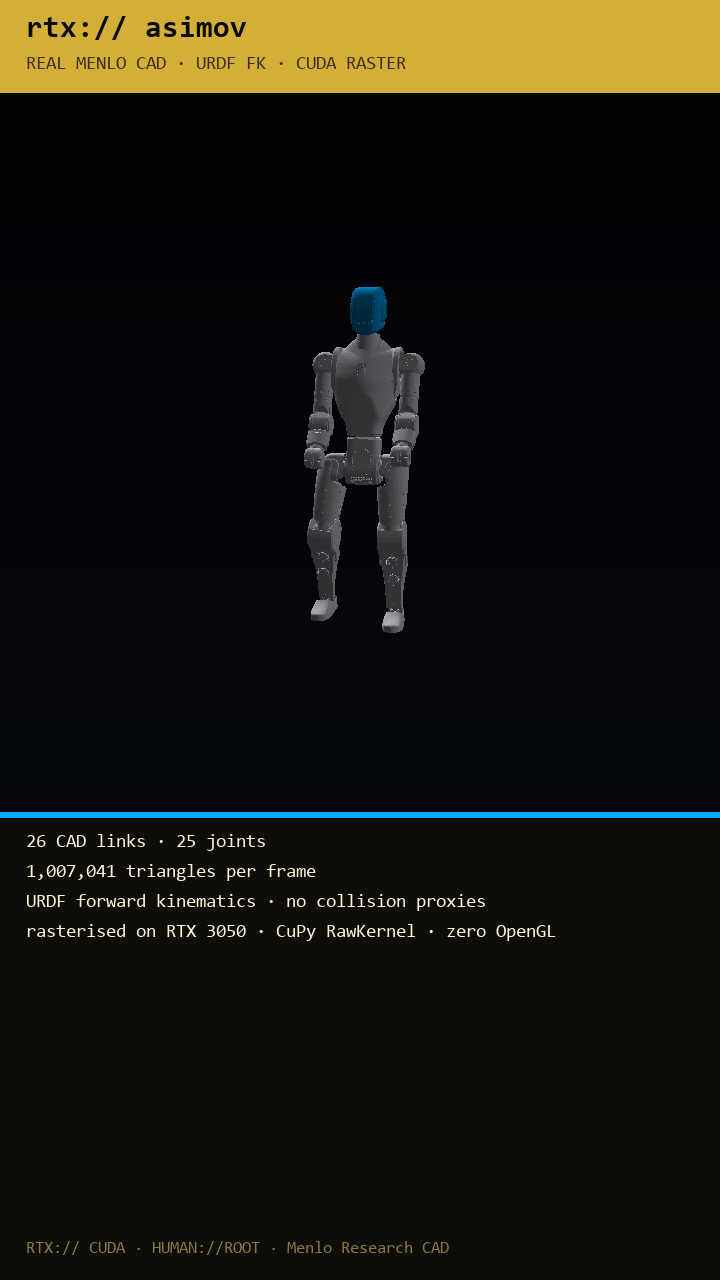 rtx:// asimov
REAL MENLO CAD · URDF FK · CUDA RASTER
26 CAD links · 25 joints
1,007,041 triangles per frame
URDF forward kinematics · no collision proxies
rasterised on RTX 3050 · CuPy RawKernel · zero OpenGL
RTX:// CUDA · HUMAN://ROOT · Menlo Research CAD